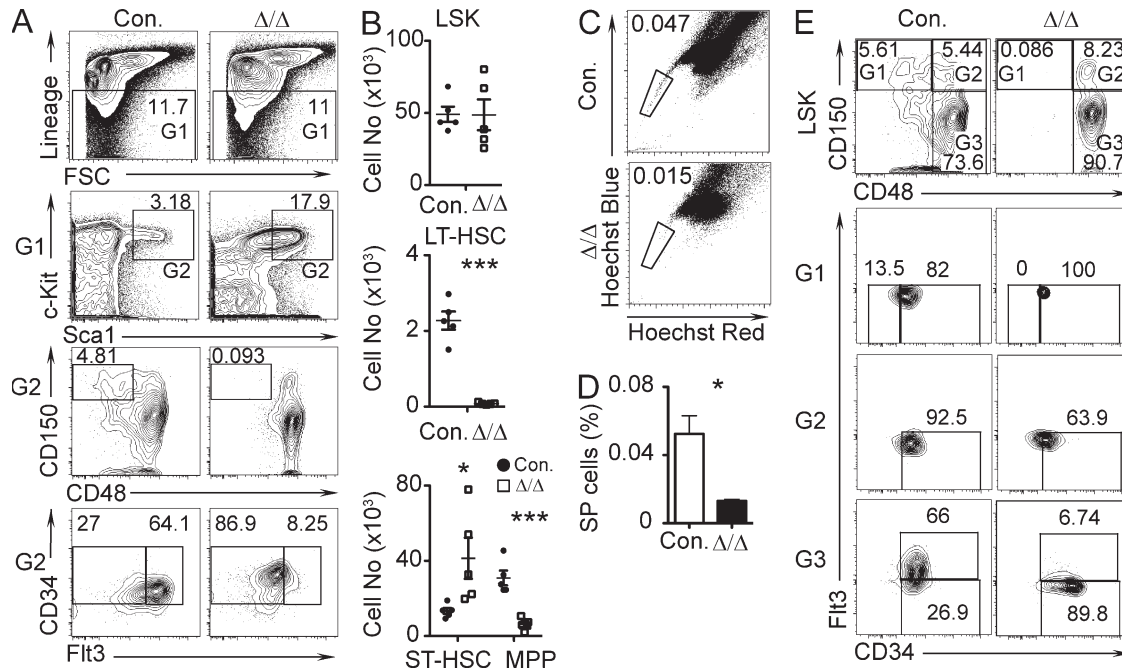 A
Con.
Δ/Δ
Lineage
11.7
G1
11
G1
FSC
G1
c-Kit
3.18
G2
17.9
G2
Sca1
G2
CD150
4.81
0.093
CD48
G2
CD34
27
64.1
86.9
8.25
Flt3
B
LSK
Cell No (x103)
100
50
0
Con. Δ/Δ
LT-HSC
Cell No (x103)
4
2
0
***
Con. Δ/Δ
Cell No (x103)
80
40
0
*
Con.
Δ/Δ
***
ST-HSC
MPP
C
Con.
0.047
Δ/Δ
0.015
Hoechst Blue
Hoechst Red
D
SP cells (%)
0.08
0.04
0
*
Con. Δ/Δ
E
Con.
Δ/Δ
LSK
CD150
5.61
G1
5.44
G2
G3
73.6
0.086
G1
8.23
G2
G3
90.7
CD48
G1
13.5
82
0
100
G2
92.5
63.9
G3
66
26.9
6.74
89.8
Flt3
CD34